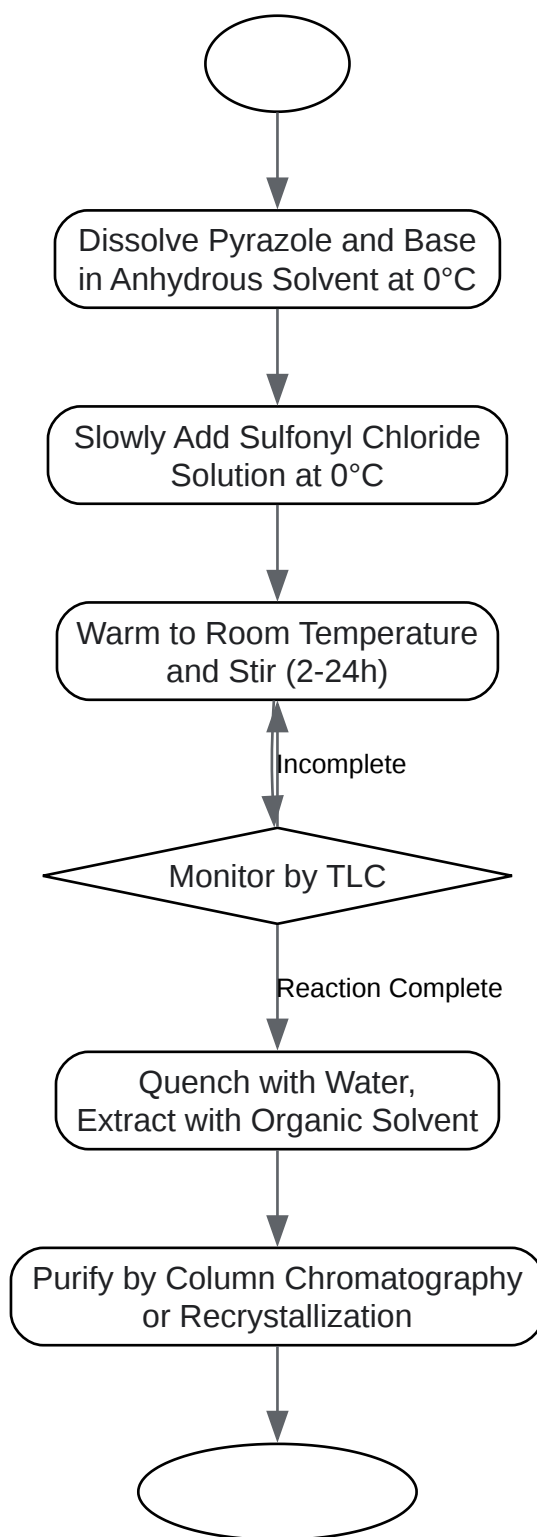 Dissolve Pyrazole and Base
in Anhydrous Solvent at 0°C
Slowly Add Sulfonyl Chloride
Solution at 0°C
Warm to Room Temperature
and Stir (2-24h)
Incomplete
Monitor by TLC
Reaction Complete
Quench with Water,
Extract with Organic Solvent
Purify by Column Chromatography
or Recrystallization